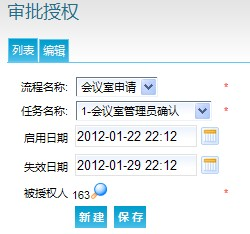 审批授权
列表 编辑
流程名称: 会议室申请 *
任务名称: 1-会议室管理员确认 *
启用日期 2012-01-22 22:12
失效日期 2012-01-29 22:12
被授权人 163 *
新建 保存